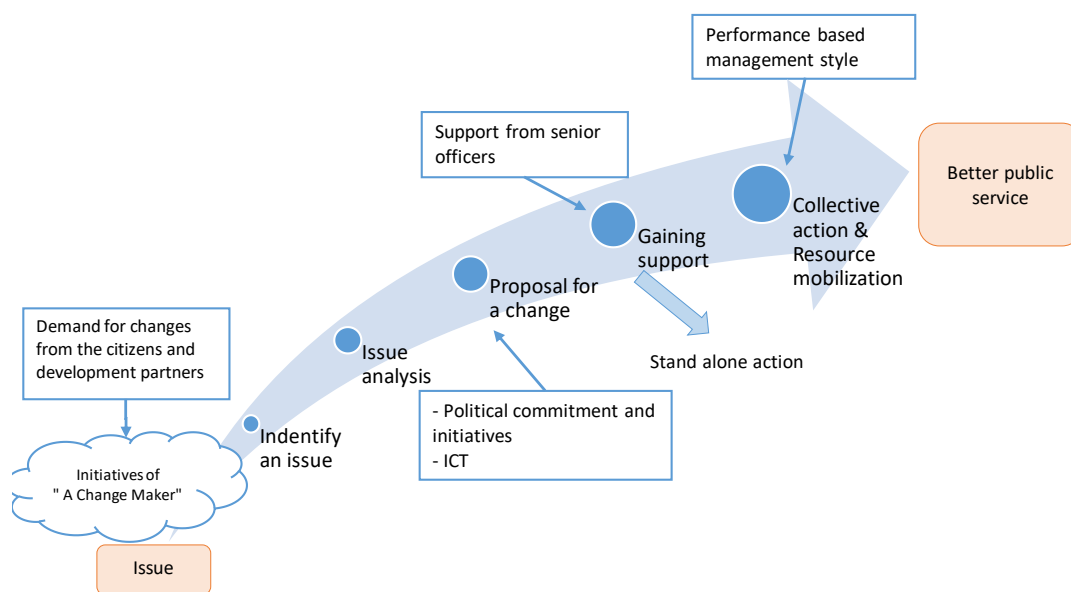 Performance based
management style
Support from senior
officers
Better public
service
Collective
action &
Resource
mobilization
Gaining
support
Proposal for
a change
Stand alone action
Demand for changes
from the citizens and
development partners
Issue
analysis
- Political commitment and
initiatives
- ICT
Indentify
an issue
Initiatives of
" A Change Maker"
Issue